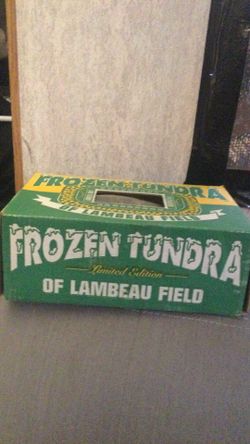 FROZEN TUNDRA
OF LAMBEAU FIELD
FROZEN TUNDRA
Limited Edition
OF LAMBEAU FIELD